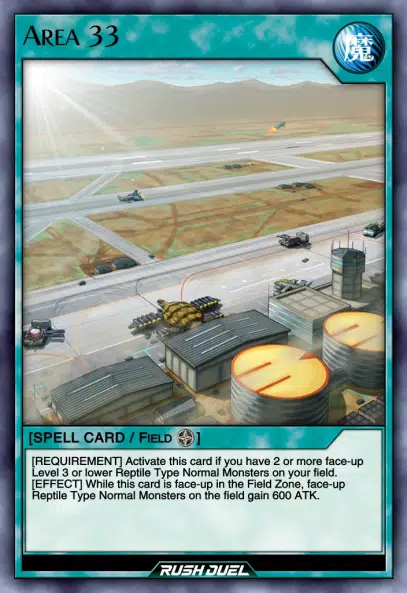 AREA 33
魔
[SPELL CARD / FIELD]
[REQUIREMENT] Activate this card if you have 2 or more face-up
Level 3 or lower Reptile Type Normal Monsters on your field.
[EFFECT] While this card is face-up in the Field Zone, face-up
Reptile Type Normal Monsters on the field gain 600 ATK.
RUSH DUEL